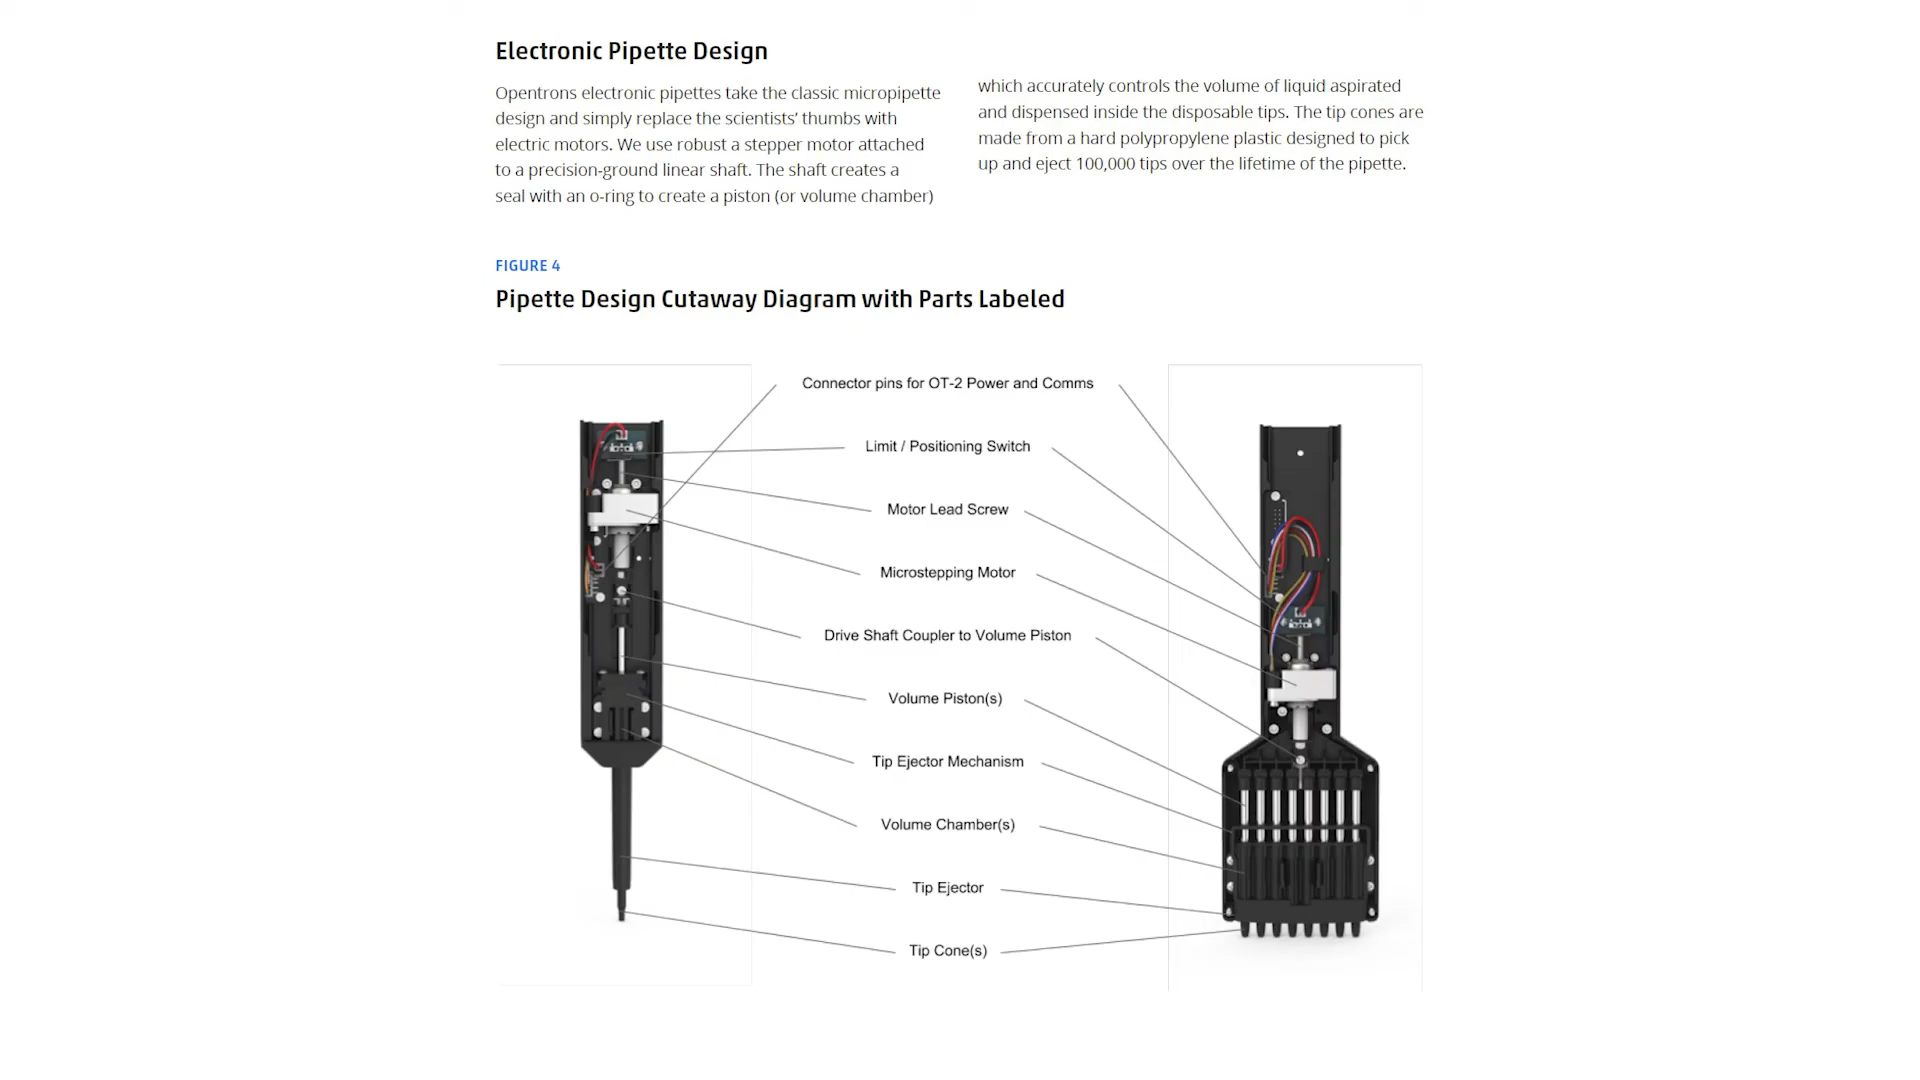 Electronic Pipette Design
Opentrons electronic pipettes take the classic micropipette
design and simply replace the scientists’ thumbs with
electric motors. We use robust a stepper motor attached
to a precision-ground linear shaft. The shaft creates a
seal with an o-ring to create a piston (or volume chamber)
which accurately controls the volume of liquid aspirated
and dispensed inside the disposable tips. The tip cones are
made from a hard polypropylene plastic designed to pick
up and eject 100,000 tips over the lifetime of the pipette.
FIGURE 4
Pipette Design Cutaway Diagram with Parts Labeled
Connector pins for OT-2 Power and Comms
Limit / Positioning Switch
Motor Lead Screw
Microstepping Motor
Drive Shaft Coupler to Volume Piston
Volume Piston(s)
Tip Ejector Mechanism
Volume Chamber(s)
Tip Ejector
Tip Cone(s)